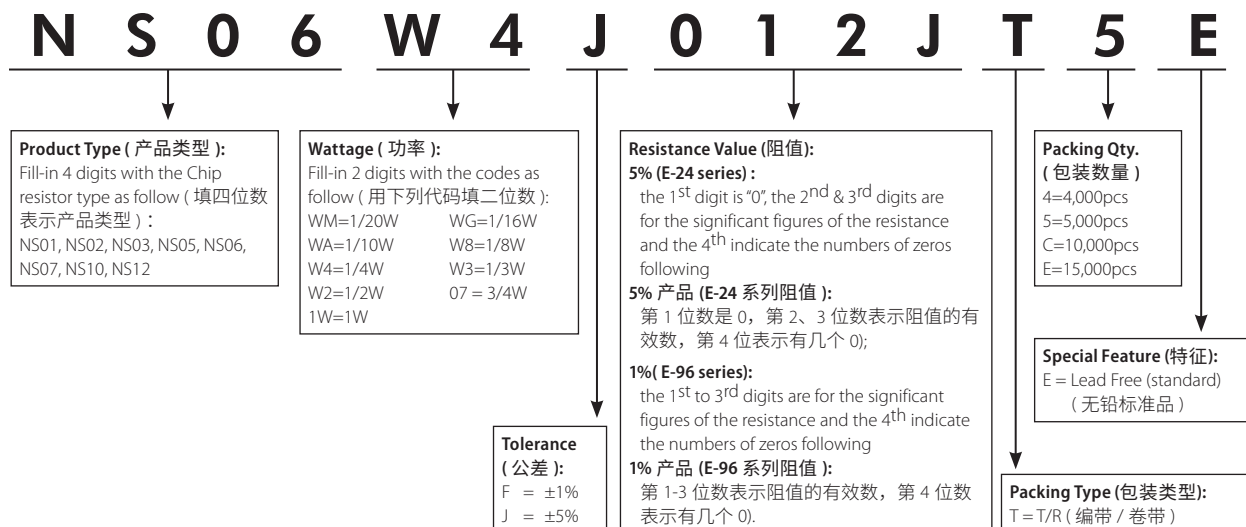 N S 0 6 W 4 J 0 1 2 J T 5 E
Product Type ( 产品类型 ):
Fill-in 4 digits with the Chip
resistor type as follow ( 填四位数
表示产品类型 ) :
NS01, NS02, NS03, NS05, NS06,
NS07, NS10, NS12
Wattage ( 功率 ):
Fill-in 2 digits with the codes as
follow ( 用下列代码填二位数 ):
WM=1/20W WG=1/16W
WA=1/10W W8=1/8W
W4=1/4W W3=1/3W
W2=1/2W 07 = 3/4W
1W=1W
Tolerance
( 公差 ):
F = ±1%
J = ±5%
Resistance Value (阻值):
5% (E-24 series) :
the 1st digit is “0”, the 2nd & 3rd digits are
for the significant figures of the resistance
and the 4th indicate the numbers of zeros
following
5% 产品 (E-24 系列阻值 ):
第 1 位数是 0，第 2、3 位数表示阻值的有
效数，第 4 位表示有几个 0);
1%( E-96 series):
the 1st to 3rd digits are for the significant
figures of the resistance and the 4th indicate
the numbers of zeros following
1% 产品 (E-96 系列阻值 ):
第 1-3 位数表示阻值的有效数，第 4 位数
表示有几个 0).
Packing Type (包装类型):
T = T/R ( 编带 / 卷带 )
Packing Qty.
( 包装数量 )
4=4,000pcs
5=5,000pcs
C=10,000pcs
E=15,000pcs
Special Feature (特征):
E = Lead Free (standard)
( 无铅标准品 )